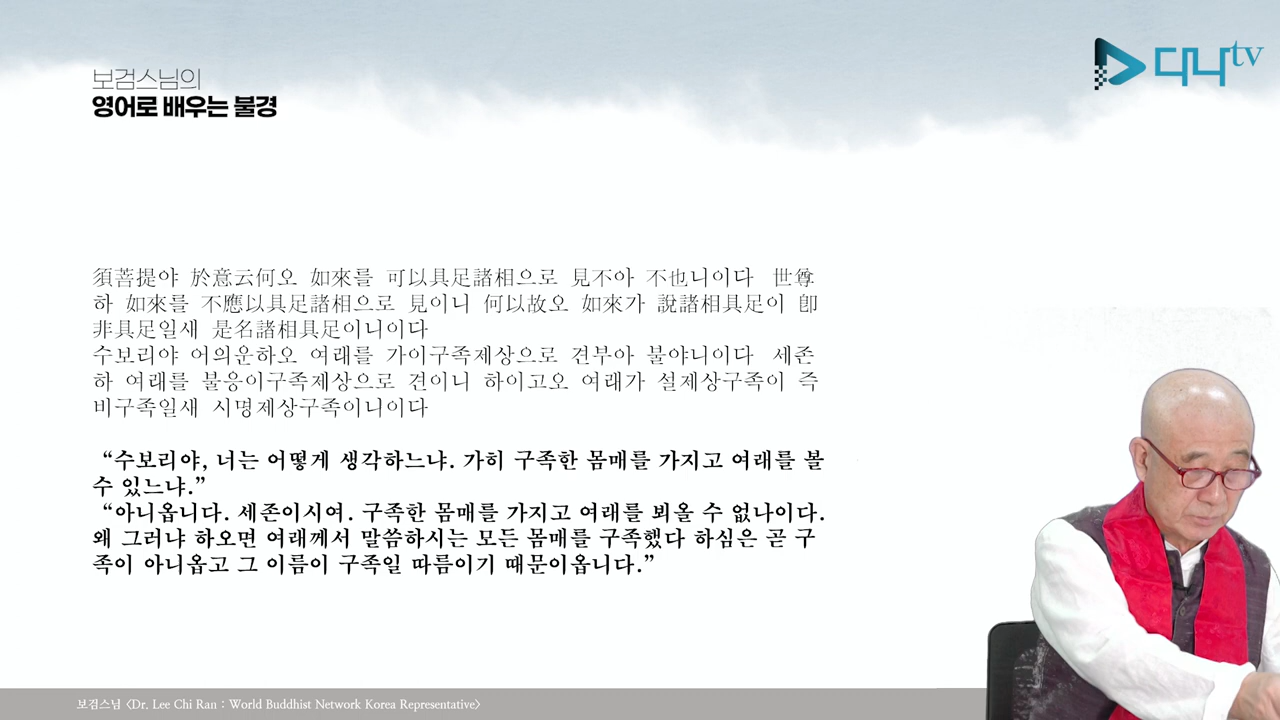 보검스님의
영어로 배우는 불경
디나tv
須菩提야 於意云何오 如來를 可以具足諸相으로 見不아 不也니이다 世尊
하 如來를 不應以具足諸相으로 見이니 何以故오 如來가 說諸相具足이 卽
非具足일새 是名諸相具足이니이다
수보리야 어의운하오 여래를 가이구족제상으로 견부아 불야니이다 세존
하 여래를 불응이구족제상으로 견이니 하이고오 여래가 설제상구족이 즉
비구족일새 시명제상구족이니이다
“수보리야, 너는 어떻게 생각하느냐. 가히 구족한 몸매를 가지고 여래를 볼
수 있느냐.”
“아니옵니다. 세존이시여. 구족한 몸매를 가지고 여래를 뵈올 수 없나이다.
왜 그러냐 하오면 여래께서 말씀하시는 모든 몸매를 구족했다 하심은 곧 구
족이 아니옵고 그 이름이 구족일 따름이기 때문이옵니다.”
보검스님 <Dr. Lee Chi Ran : World Buddhist Network Korea Representative>